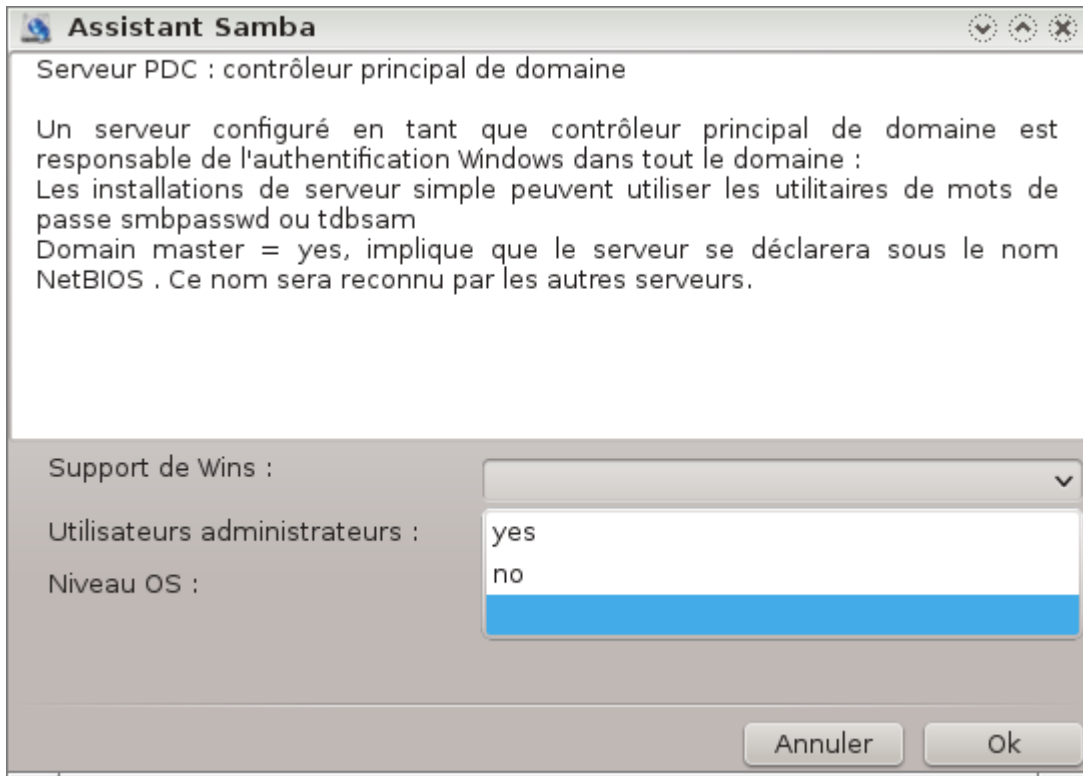 Assistant Samba
Serveur PDC : contrôleur principal de domaine
Un serveur configuré en tant que contrôleur principal de domaine est
responsable de l'authentification Windows dans tout le domaine :
Les installations de serveur simple peuvent utiliser les utilitaires de mots de
passe smbpasswd ou tdbsam
Domain master = yes, implique que le serveur se déclarera sous le nom
NetBIOS . Ce nom sera reconnu par les autres serveurs.
Support de Wins :
Utilisateurs administrateurs :
yes
no
Niveau OS :
Annuler
Ok